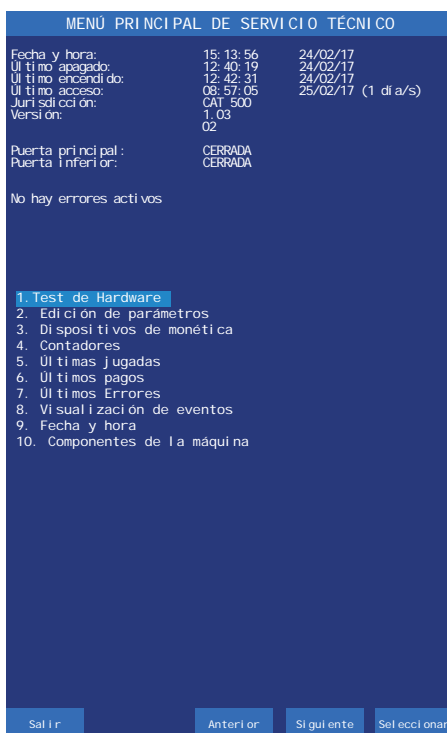 MENÚ PRINCIPAL DE SERVICIO TÉCNICO
Fecha y hora: 15:13:56 24/02/17
Último apagado: 12:40:19 24/02/17
Último encendido: 12:42:31 24/02/17
Último acceso: 08:57:05 25/02/17 (1 día/s)
Jurisdicción: CAT 500
Versión: 1.03
02
Puerta principal: CERRADA
Puerta inferior: CERRADA
No hay errores activos
1. Test de Hardware
2. Edición de parámetros
3. Dispositivos de monética
4. Contadores
5. Últimas jugadas
6. Últimos pagos
7. Últimos Errores
8. Visualización de eventos
9. Fecha y hora
10. Componentes de la máquina
Salir Anterior Siguiente Seleccionar